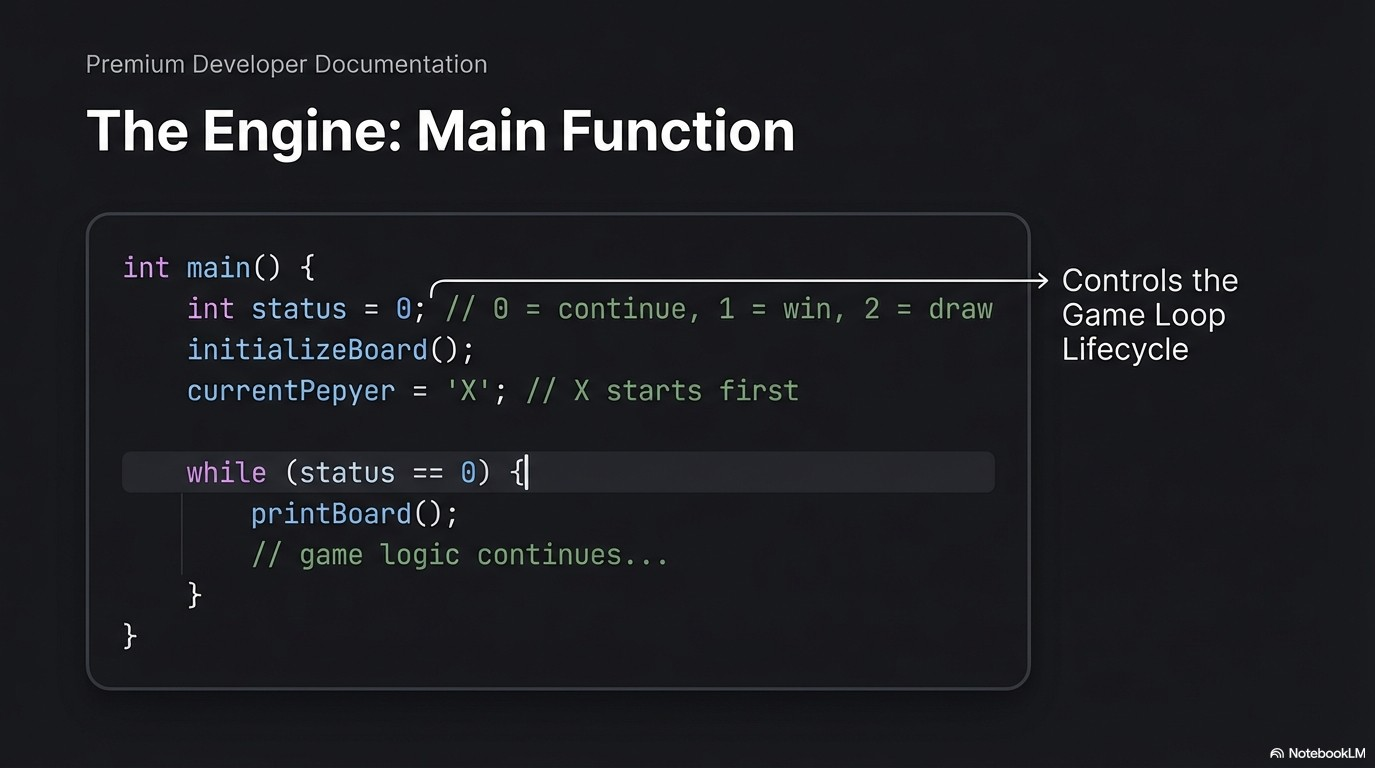 Premium Developer Documentation
The Engine: Main Function
int main() {
    int status = 0; // 0 = continue, 1 = win, 2 = draw
    initializeBoard();
    currentPepyer = 'X'; // X starts first
    while (status == 0) {
        printBoard();
        // game logic continues...
    }
}
Controls the
Game Loop
Lifecycle
NotebookLM